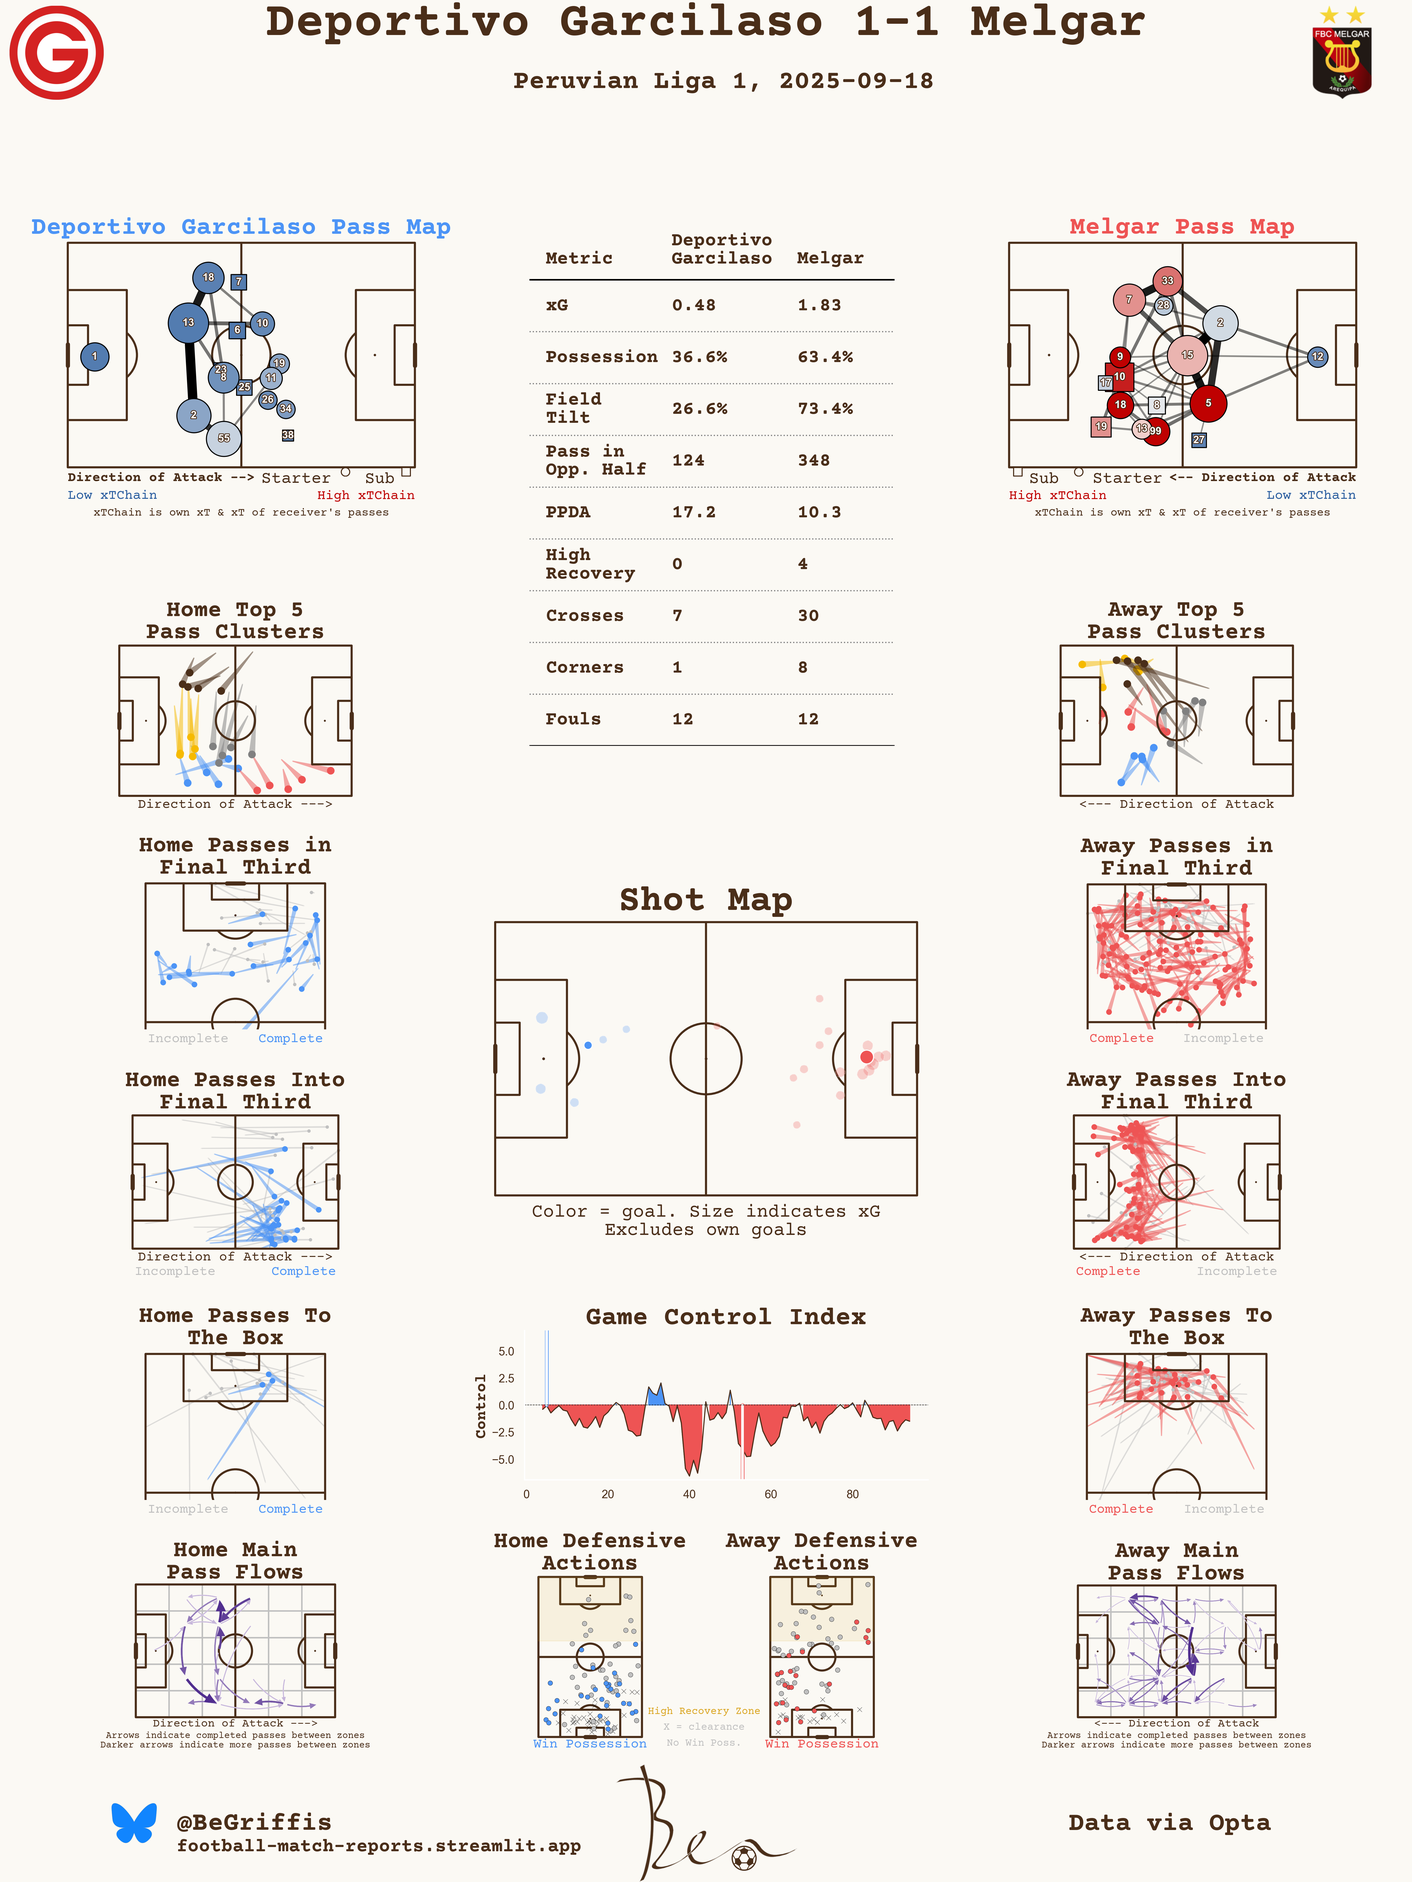 Deportivo Garcilaso 1-1 Melgar
Peruvian Liga 1, 2025-09-18
FBC MELGAR
AREQUIPA
Deportivo Garcilaso Pass Map
18
7
13
6
10
1
23
8
19
11
25
2
26
34
55
38
Direction of Attack --> Starter Sub
Low xTChain High xTChain
xTChain is own xT & xT of receiver's passes
Metric Deportivo Garcilaso Melgar
xG 0.48 1.83
Possession 36.6% 63.4%
Field Tilt 26.6% 73.4%
Pass in Opp. Half 124 348
PPDA 17.2 10.3
High Recovery 0 4
Crosses 7 30
Corners 1 8
Fouls 12 12
Melgar Pass Map
33
7
28
2
9
15
12
10
17
18
8
5
19
13
99
27
Sub Starter <-- Direction of Attack
High xTChain Low xTChain
xTChain is own xT & xT of receiver's passes
Home Top 5
Pass Clusters
Direction of Attack --->
Away Top 5
Pass Clusters
<--- Direction of Attack
Home Passes in
Final Third
Incomplete Complete
Away Passes in
Final Third
Complete Incomplete
Shot Map
Color = goal. Size indicates xG
Excludes own goals
Home Passes Into
Final Third
Direction of Attack --->
Incomplete Complete
Away Passes Into
Final Third
<--- Direction of Attack
Complete Incomplete
Home Passes To
The Box
Incomplete Complete
Game Control Index
Control
5.0
2.5
0.0
−2.5
−5.0
0 20 40 60 80
Away Passes To
The Box
Complete Incomplete
Home Main
Pass Flows
Direction of Attack --->
Arrows indicate completed passes between zones
Darker arrows indicate more passes between zones
Home Defensive
Actions
Win Possession
High Recovery Zone
X = clearance
No Win Poss.
Away Defensive
Actions
Win Possession
Away Main
Pass Flows
<--- Direction of Attack
Arrows indicate completed passes between zones
Darker arrows indicate more passes between zones
@BeGriffis
football-match-reports.streamlit.app
Ben
Data via Opta